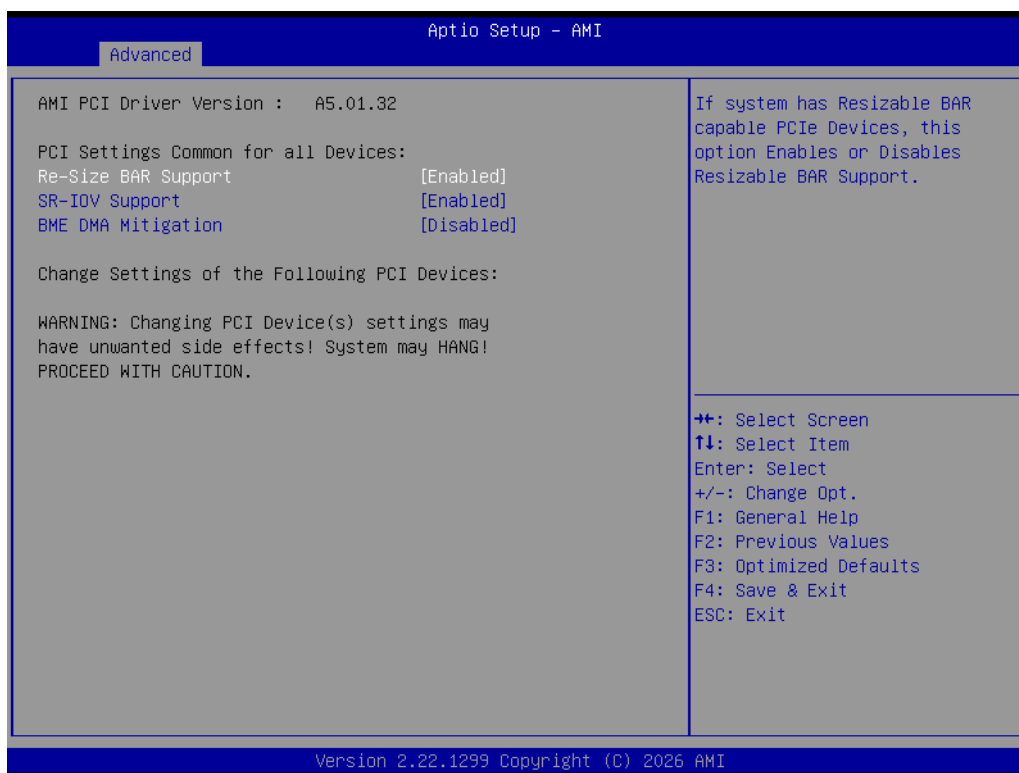 Aptio Setup – AMI
Advanced
AMI PCI Driver Version :   A5.01.32
PCI Settings Common for all Devices:
Re-Size BAR Support   [Enabled]
SR-IOV Support   [Enabled]
BME DMA Mitigation   [Disabled]
Change Settings of the Following PCI Devices:
WARNING: Changing PCI Device(s) settings may
have unwanted side effects! System may HANG!
PROCEED WITH CAUTION.
If system has Resizable BAR
capable PCIe Devices, this
option Enables or Disables
Resizable BAR Support.
→←: Select Screen
↑↓: Select Item
Enter: Select
+/-: Change Opt.
F1: General Help
F2: Previous Values
F3: Optimized Defaults
F4: Save & Exit
ESC: Exit
Version 2.22.1299 Copyright (C) 2026 AMI